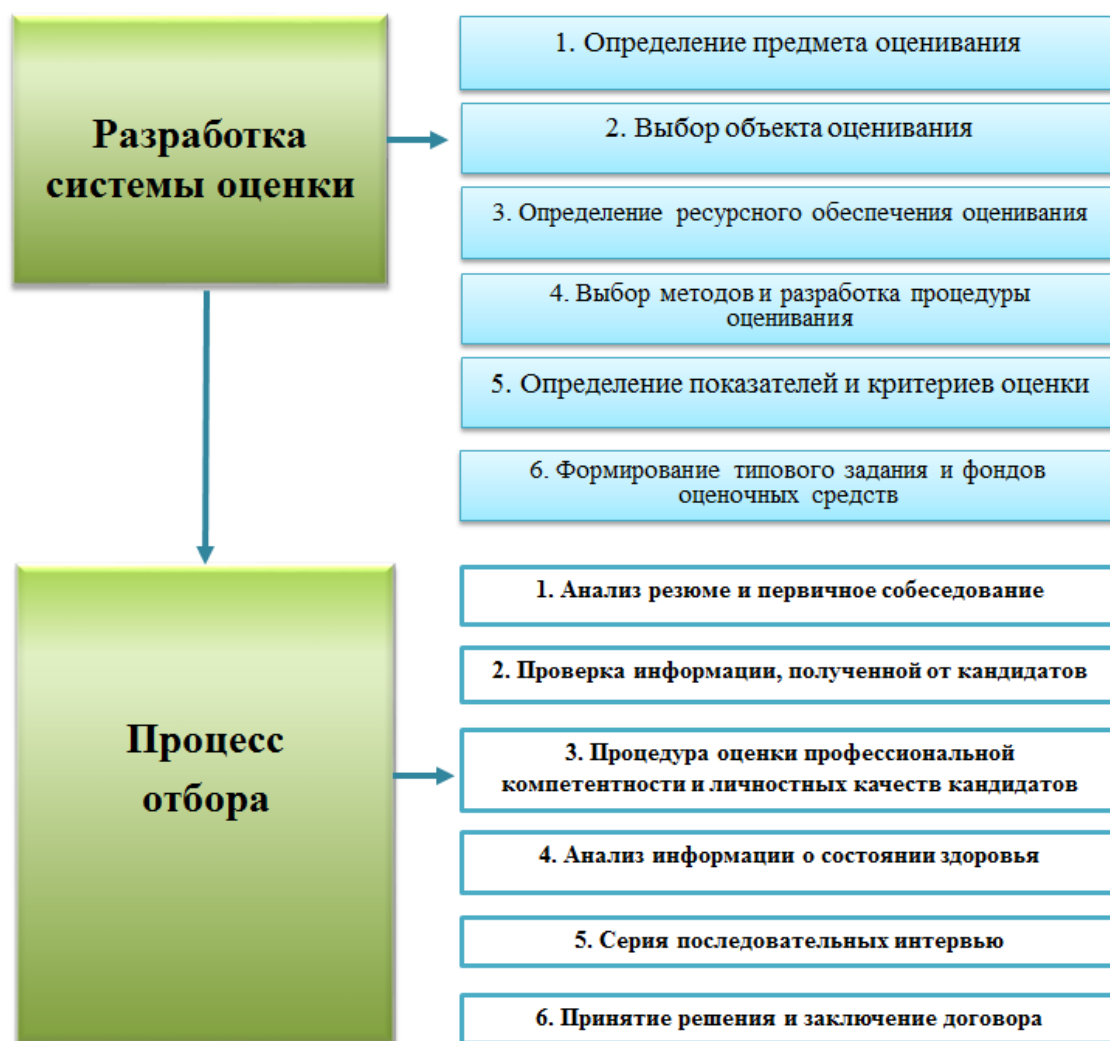 Разработка
системы оценки
1. Определение предмета оценивания
2. Выбор объекта оценивания
3. Определение ресурсного обеспечения оценивания
4. Выбор методов и разработка процедуры
оценивания
5. Определение показателей и критериев оценки
6. Формирование типового задания и фондов
оценочных средств
Процесс
отбора
1. Анализ резюме и первичное собеседование
2. Проверка информации, полученной от кандидатов
3. Процедура оценки профессиональной
компетентности и личностных качеств кандидатов
4. Анализ информации о состоянии здоровья
5. Серия последовательных интервью
6. Принятие решения и заключение договора